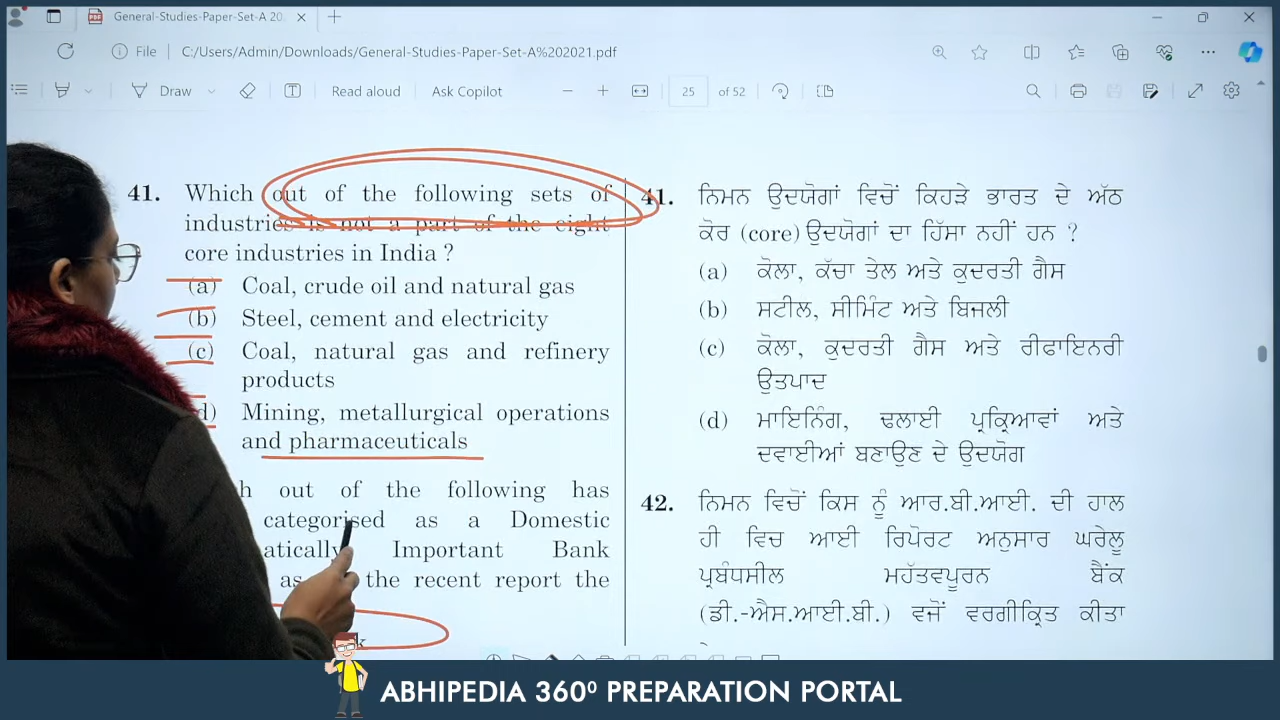 General-Studies-Paper-Set-A 20
File C:/Users/Admin/Downloads/General-Studies-Paper-Set-A%202021.pdf
Draw Read aloud Ask Copilot 25 of 52
41. Which out of the following sets of
industries is not a part of the eight
core industries in India ?
(a) Coal, crude oil and natural gas
(b) Steel, cement and electricity
(c) Coal, natural gas and refinery
products
d) Mining, metallurgical operations
and pharmaceuticals
h out of the following has
categorised as a Domestic
atically Important Bank
as the recent report the
k
41. ਨਿਮਨ ਉਦਯੋਗਾਂ ਵਿਚੋਂ ਕਿਹੜੇ ਭਾਰਤ ਦੇ ਅੱਠ
ਕੋਰ (core) ਉਦਯੋਗਾਂ ਦਾ ਹਿੱਸਾ ਨਹੀਂ ਹਨ ?
(a) ਕੋਲਾ, ਕੱਚਾ ਤੇਲ ਅਤੇ ਕੁਦਰਤੀ ਗੈਸ
(b) ਸਟੀਲ, ਸੀਮਿੰਟ ਅਤੇ ਬਿਜਲੀ
(c) ਕੋਲਾ, ਕੁਦਰਤੀ ਗੈਸ ਅਤੇ ਰੀਫਾਇਨਰੀ
ਉਤਪਾਦ
(d) ਮਾਇਨਿੰਗ, ਢਲਾਈ ਪ੍ਰਕ੍ਰਿਆਵਾਂ ਅਤੇ
ਦਵਾਈਆਂ ਬਣਾਉਣ ਦੇ ਉਦਯੋਗ
42. ਨਿਮਨ ਵਿਚੋਂ ਕਿਸ ਨੂੰ ਆਰ.ਬੀ.ਆਈ. ਦੀ ਹਾਲ
ਹੀ ਵਿਚ ਆਈ ਰਿਪੋਰਟ ਅਨੁਸਾਰ ਘਰੇਲੂ
ਪ੍ਰਬੰਧਸੀਲ ਮਹੱਤਵਪੂਰਨ ਬੈਂਕ
(ਡੀ.-ਐਸ.ਆਈ.ਬੀ.) ਵਜੋਂ ਵਰਗੀਕ੍ਰਿਤ ਕੀਤਾ
ABHIPEDIA 360⁰ PREPARATION PORTAL